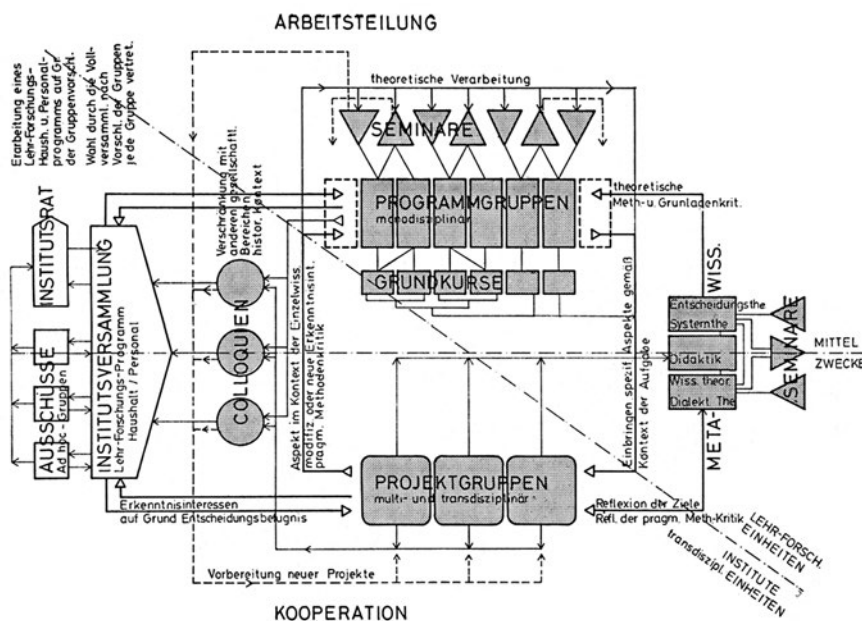 ARBEITSTEILUNG
Erarbeitung eines
Lehr-Forschungs-
Haush. u. Personal-
programms auf Gr.
der Gruppenvorschl.
Wahl durch die Voll-
versamml. nach
Vorschl. der Gruppen
jede Gruppe vertret.
theoretische Verarbeitung
SEMINARE
Verschränkung mit
anderen gesellschaftl.
Bereichen
histor. Kontext
PROGRAMMGRUPPEN
monodisziplinär
theoretische
Meth- u. Grunladenkrit.
GRUNDKURSE
INSTITUTSRAT
AUSSCHÜSSE
Ad hoc - Gruppen
INSTITUTSVERSAMMLUNG
Lehr-Forschungs-Programm
Haushalt / Personal
COLLOQUIEN
Aspekt im Kontext der Einzelwiss.
modifiz. oder neue Erkenntnisint.
pragm. Methodenkritik
Einbringen spezif Aspekte gemäß
Kontext der Aufgabe
META-WISS.
Entscheidungsthe
Systemthe
Didaktik
Wiss. theor.
Dialekt. The
SEMINARE
MITTEL
ZWECKE
PROJEKTGRUPPEN
multi- und transdisziplinär
Erkenntnisinteressen
auf Grund Entscheidungsbefugnis
Reflexion der Ziele
Refl. der pragm. Meth-Kritik
LEHR-FORSCH.
EINHEITEN
INSTITUTE
transdiszipl. EINHEITEN
Vorbereitung neuer Projekte
KOOPERATION